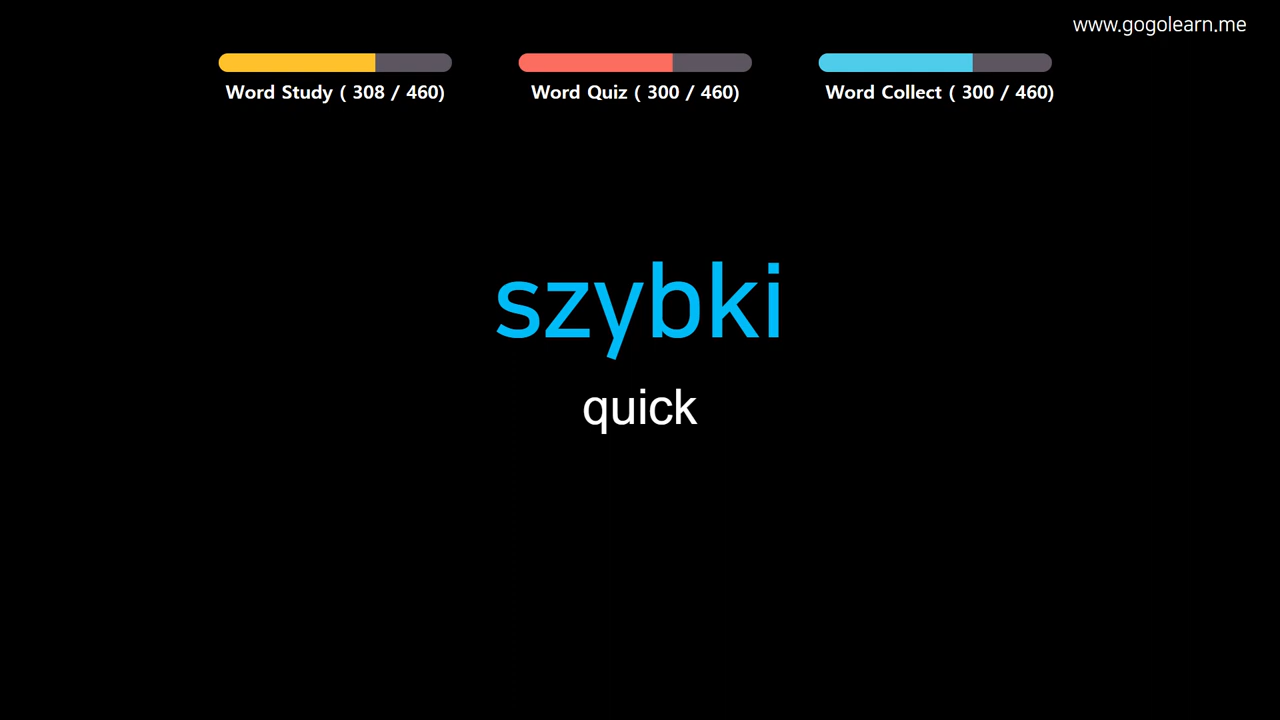 www.gogolearn.me
Word Study ( 308 / 460)
Word Quiz ( 300 / 460)
Word Collect ( 300 / 460)
szybki
quick